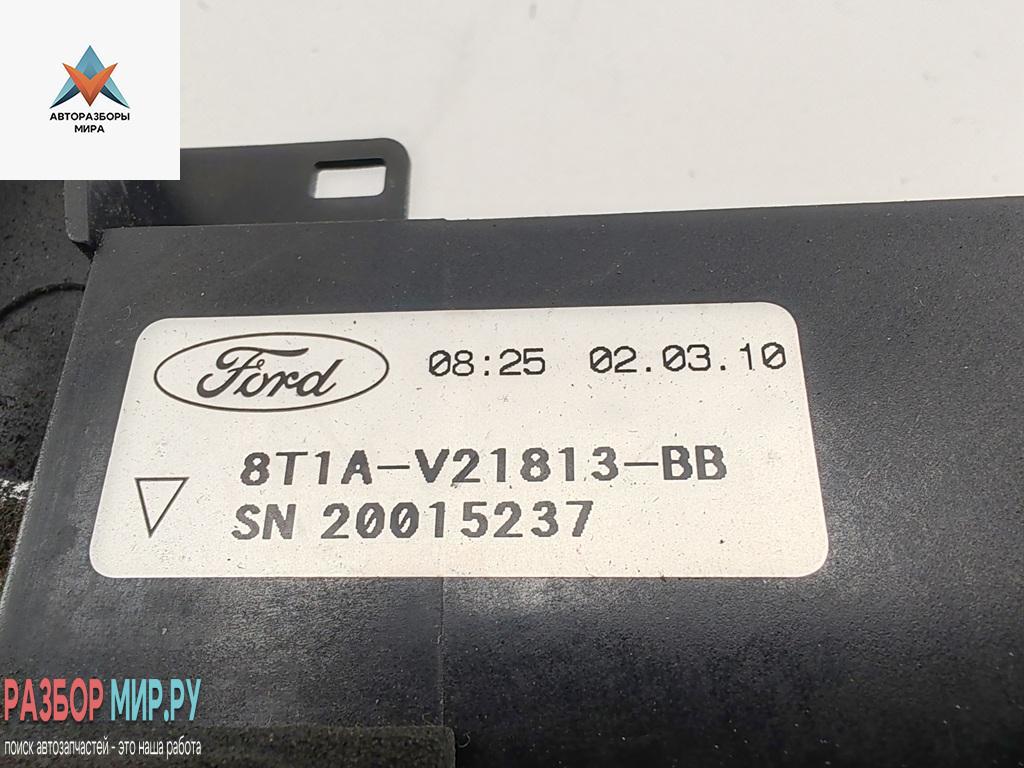 АВТОРАЗБОРЫ
МИРА
Ford 08:25 02.03.10
8T1A-V21813-BB
SN 20015237
РАЗБОР МИР.РУ
поиск автозапчастей - это наша работа